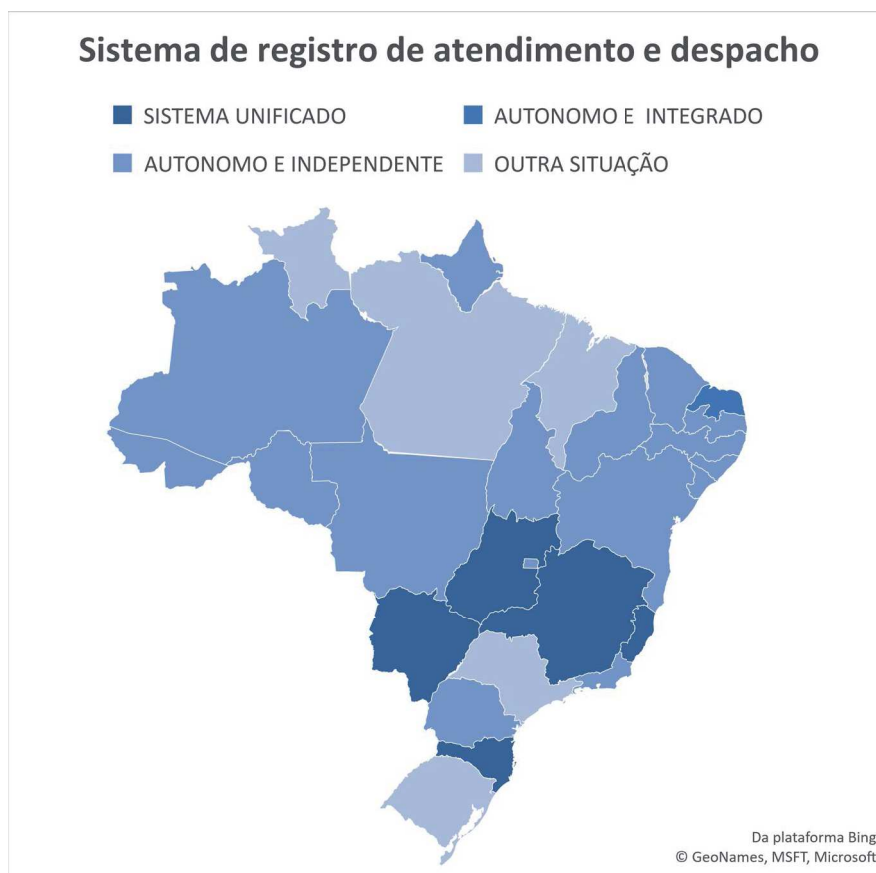 Sistema de registro de atendimento e despacho
SISTEMA UNIFICADO
AUTONOMO E INTEGRADO
AUTONOMO E INDEPENDENTE
OUTRA SITUAÇÃO
Da plataforma Bing
© GeoNames, MSFT, Microsoft